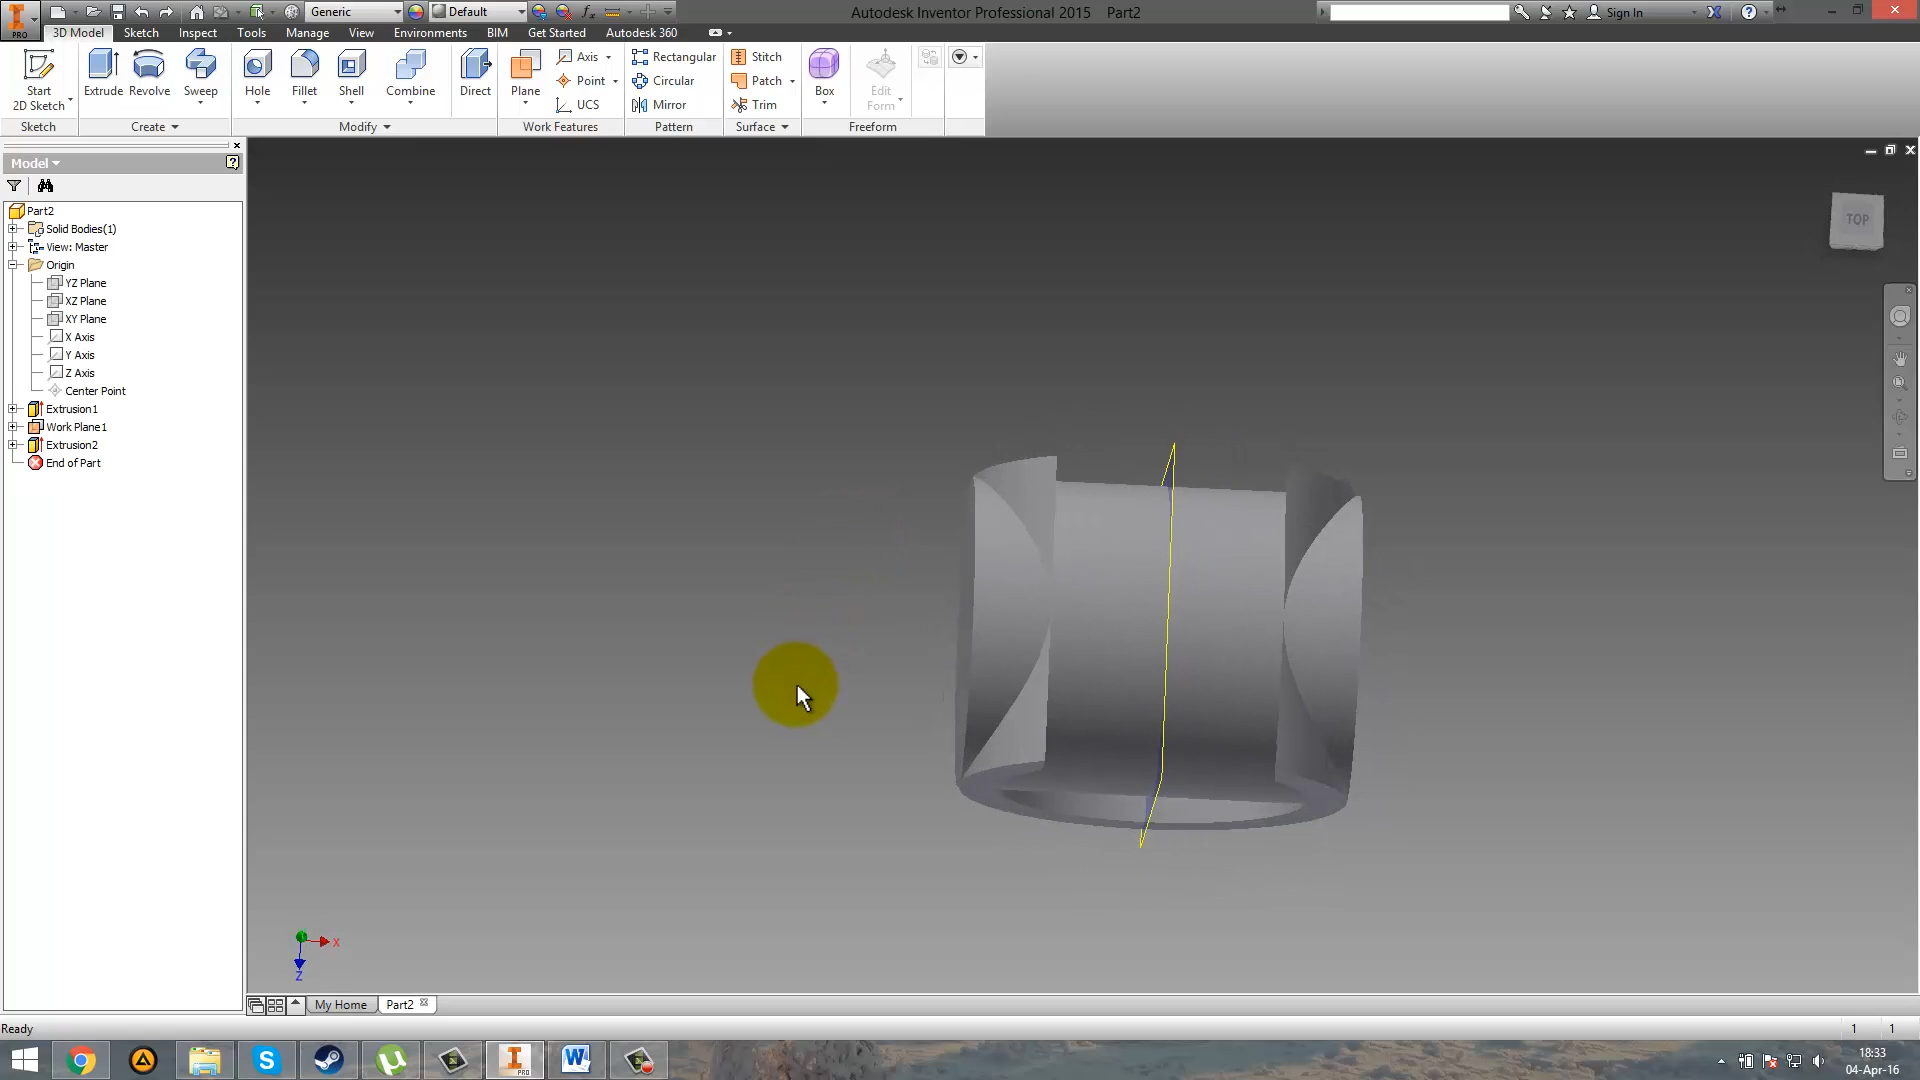 Generic
Default
Autodesk Inventor Professional 2015 Part2
Sign In
PRO
3D Model Sketch Inspect Tools Manage View Environments BIM Get Started Autodesk 360
Start
2D Sketch
Extrude
Revolve
Sweep
Hole
Fillet
Shell
Combine
Direct
Plane
Axis
Point
UCS
Rectangular
Circular
Mirror
Stitch
Patch
Trim
Box
Edit
Form
Sketch
Create
Modify
Work Features
Pattern
Surface
Freeform
Model
Part2
Solid Bodies(1)
View: Master
Origin
YZ Plane
XZ Plane
XY Plane
X Axis
Y Axis
Z Axis
Center Point
Extrusion1
Work Plane1
Extrusion2
End of Part
TOP
X
Z
My Home
Part2
Ready
1 1
PRO
18:33
04-Apr-16